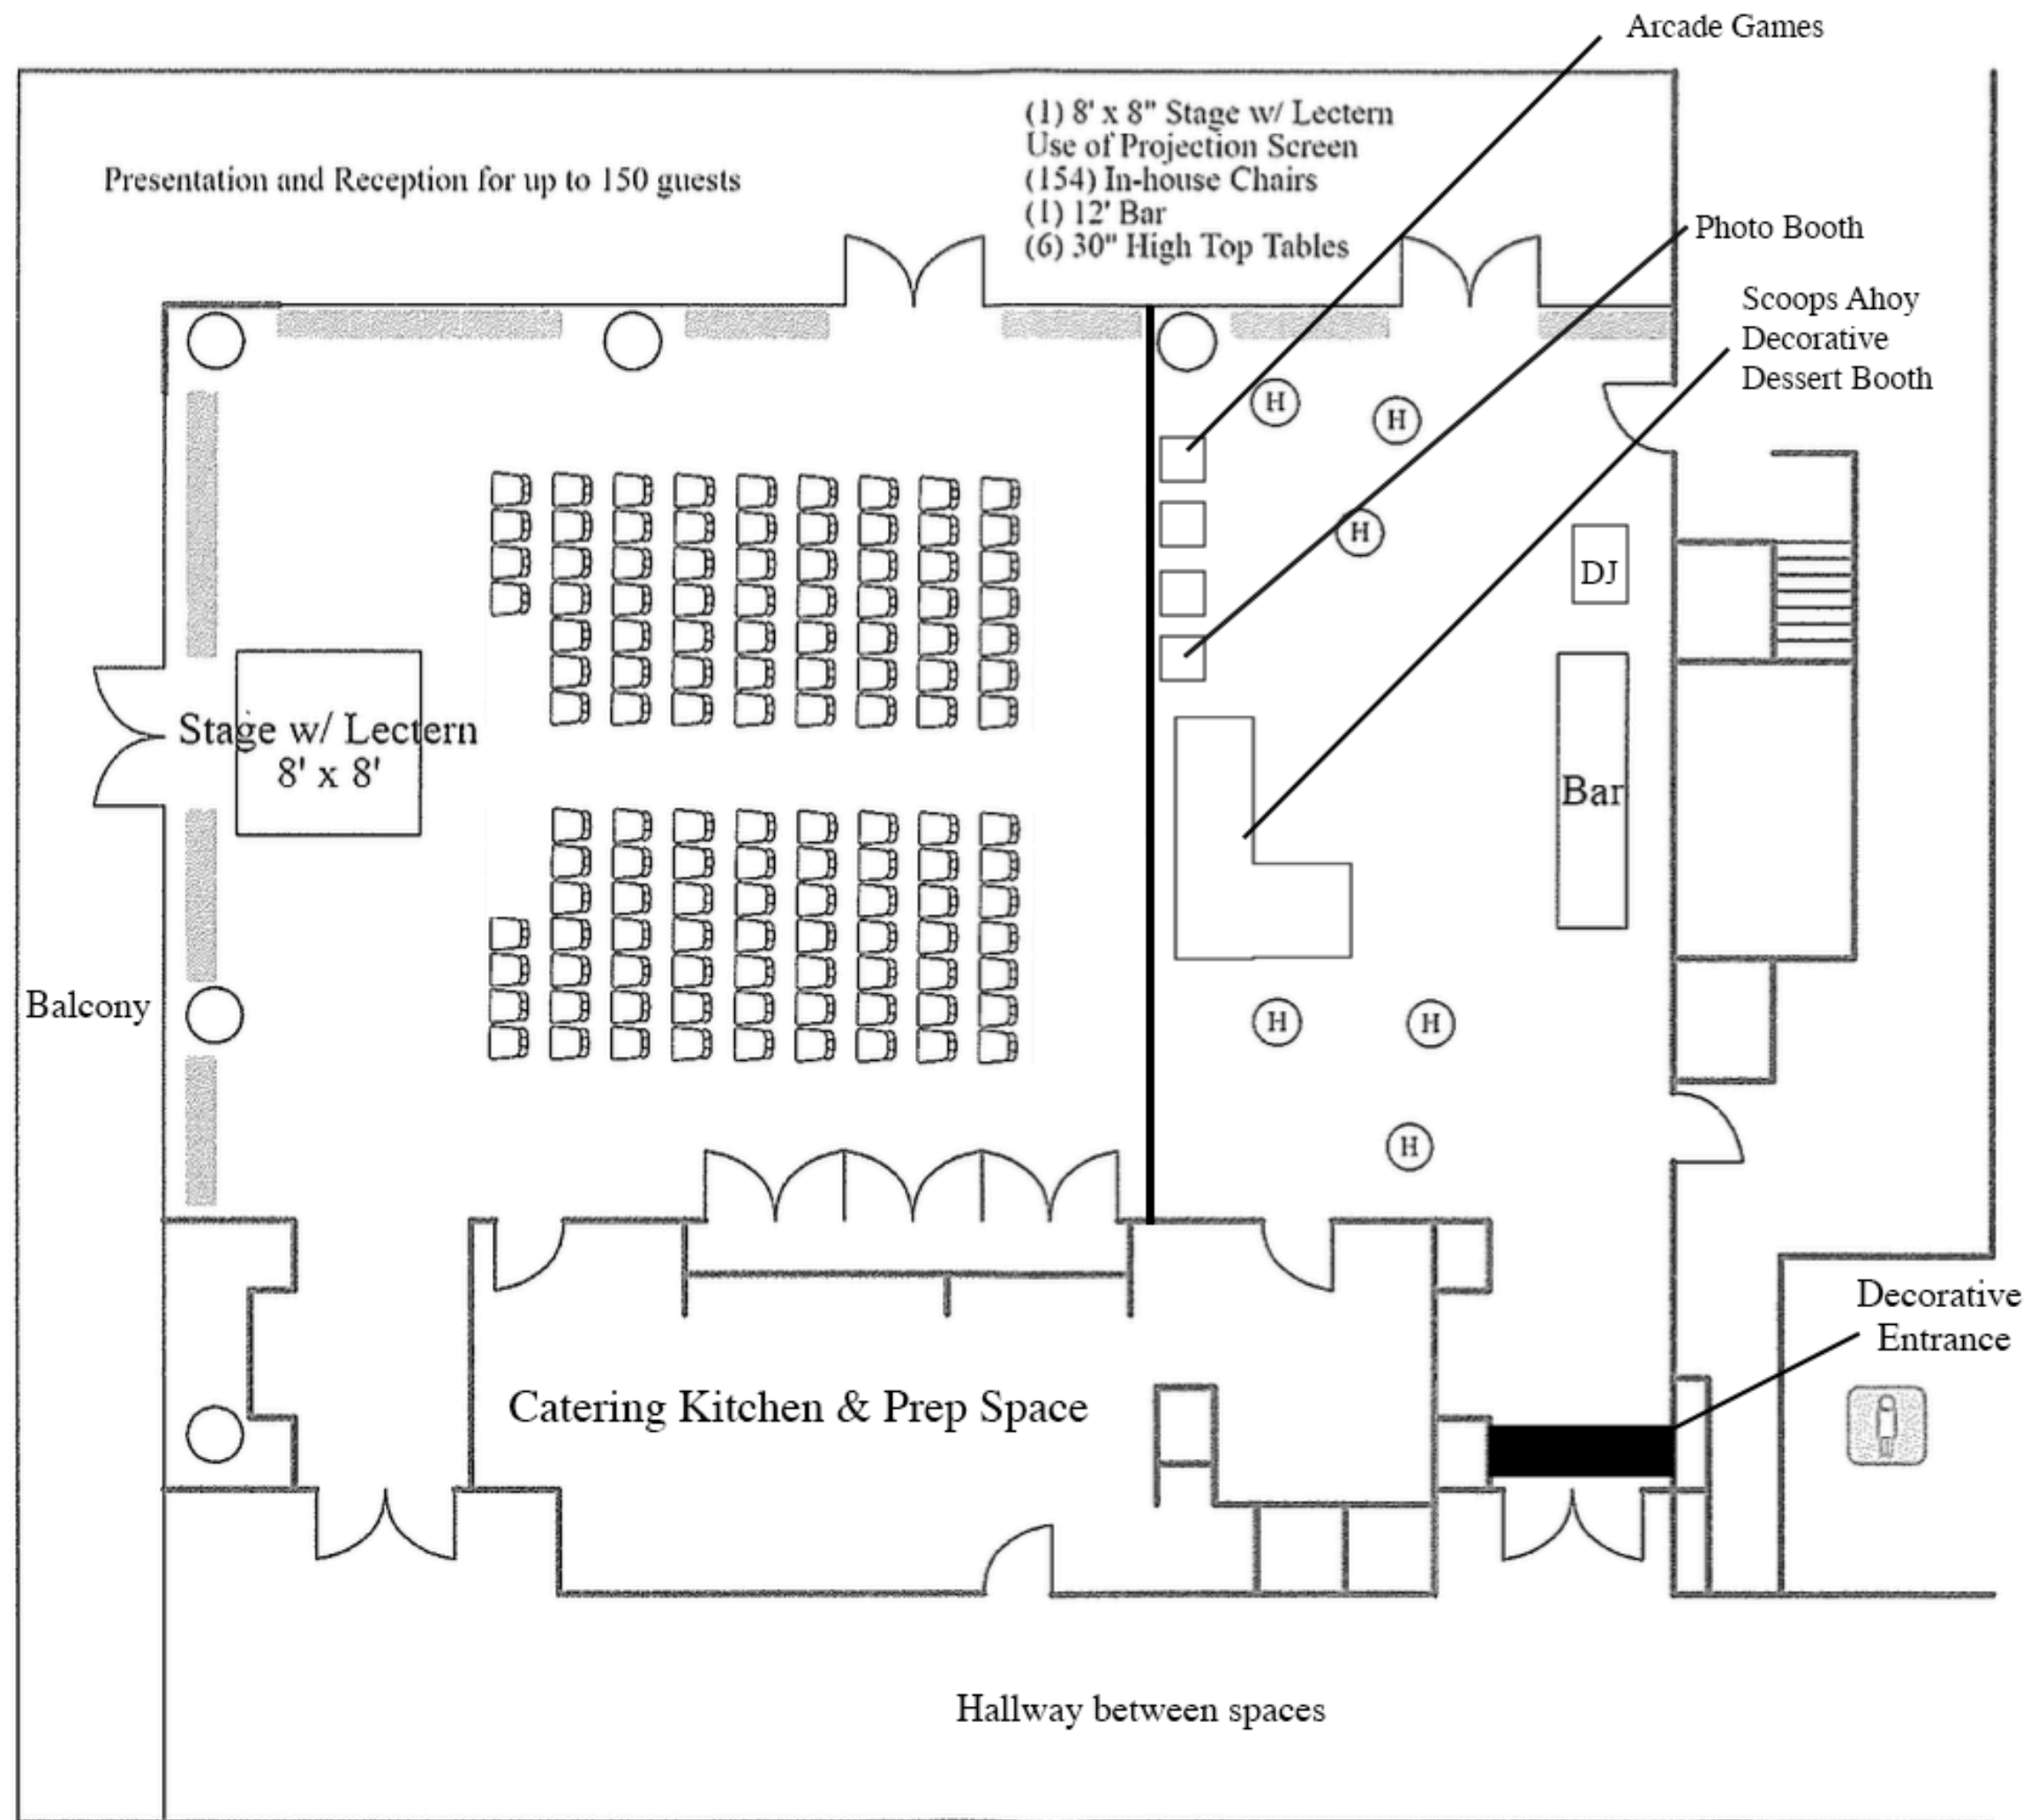 Arcade Games
(1) 8' x 8" Stage w/ Lectern
Use of Projection Screen
(154) In-house Chairs
(1) 12' Bar
(6) 30" High Top Tables
Presentation and Reception for up to 150 guests
Photo Booth
Scoops Ahoy
Decorative
Dessert Booth
H
H
H
DJ
Stage w/ Lectern
8' x 8'
Bar
Balcony
H
H
H
Decorative
Entrance
Catering Kitchen & Prep Space
Hallway between spaces